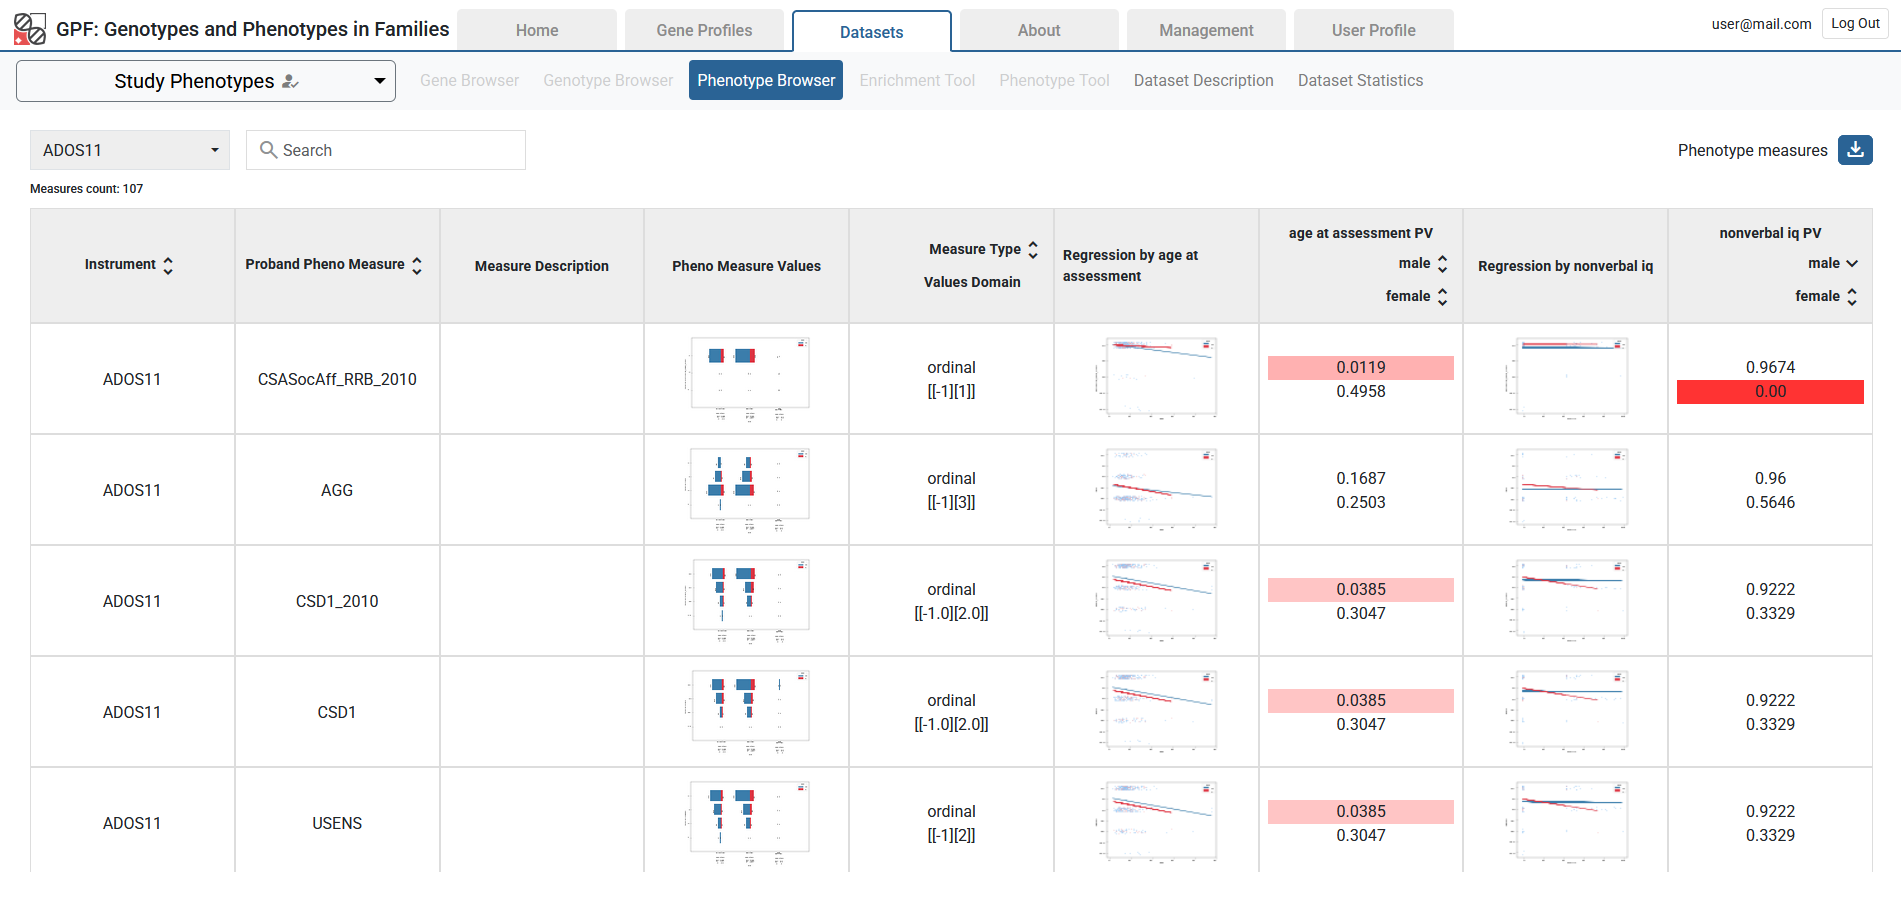 GPF: Genotypes and Phenotypes in Families
Home
Gene Profiles
Datasets
About
Management
User Profile
user@mail.com
Log Out
Study Phenotypes
Gene Browser
Genotype Browser
Phenotype Browser
Enrichment Tool
Phenotype Tool
Dataset Description
Dataset Statistics
ADOS11
Search
Phenotype measures
Measures count: 107
Instrument
Proband Pheno Measure
Measure Description
Pheno Measure Values
Measure Type
Values Domain
Regression by age at
assessment
age at assessment PV
male
female
Regression by nonverbal iq
nonverbal iq PV
male
female
ADOS11
CSASocAff_RRB_2010
ordinal
[[-1][1]]
0.0119
0.4958
0.9674
0.00
ADOS11
AGG
ordinal
[[-1][3]]
0.1687
0.2503
0.96
0.5646
ADOS11
CSD1_2010
ordinal
[[-1.0][2.0]]
0.0385
0.3047
0.9222
0.3329
ADOS11
CSD1
ordinal
[[-1.0][2.0]]
0.0385
0.3047
0.9222
0.3329
ADOS11
USENS
ordinal
[[-1][2]]
0.0385
0.3047
0.9222
0.3329